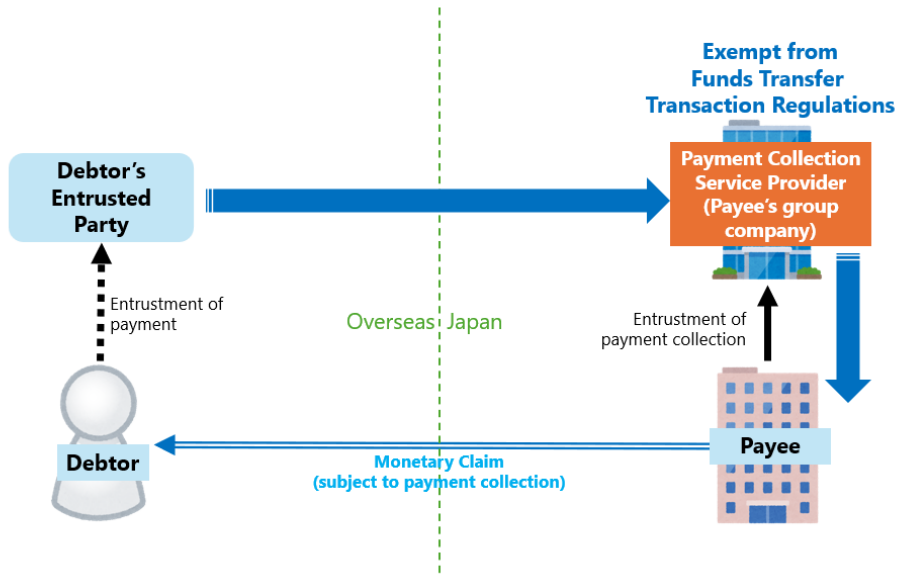 Exempt from
Funds Transfer
Transaction Regulations
Payment Collection
Service Provider
(Payee's group
company)
Debtor's
Entrusted
Party
Entrustment of
payment
Overseas Japan
Entrustment of
payment collection
Debtor
Monetary Claim
(subject to payment collection)
Payee